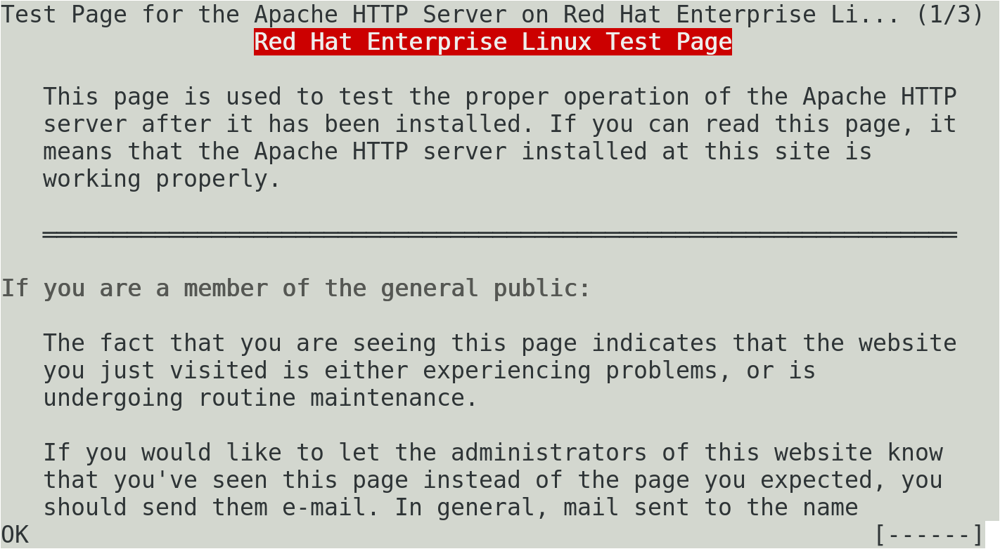 Test Page for the Apache HTTP Server on Red Hat Enterprise Li... (1/3)
Red Hat Enterprise Linux Test Page
This page is used to test the proper operation of the Apache HTTP
server after it has been installed. If you can read this page, it
means that the Apache HTTP server installed at this site is
working properly.
If you are a member of the general public:
The fact that you are seeing this page indicates that the website
you just visited is either experiencing problems, or is
undergoing routine maintenance.
If you would like to let the administrators of this website know
that you've seen this page instead of the page you expected, you
should send them e-mail. In general, mail sent to the name
OK [------]